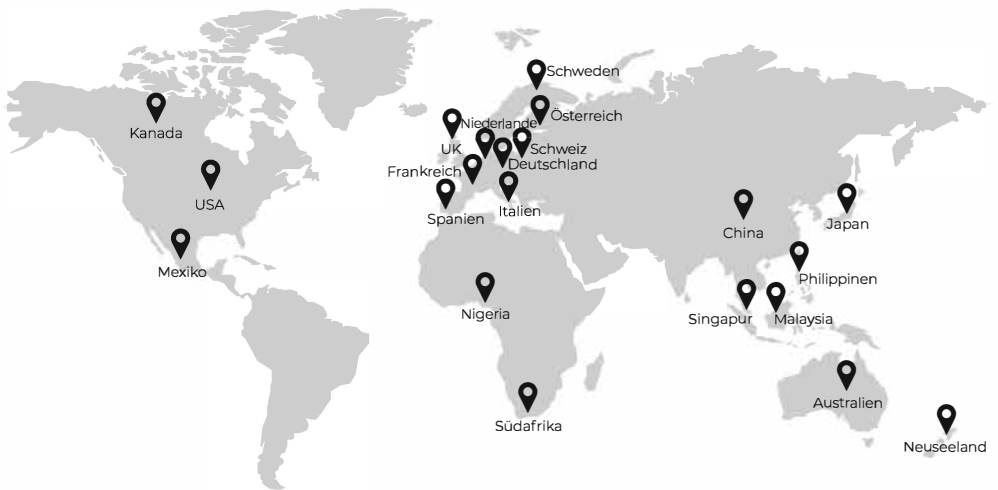 Schweden
Österreich
Kanada
Niederlande
UK
Schweiz
Deutschland
Frankreich
USA
Italien
Spanien
Japan
China
Mexiko
Philippinen
Nigeria
Singapur
Malaysia
Australien
Südafrika
Neuseeland